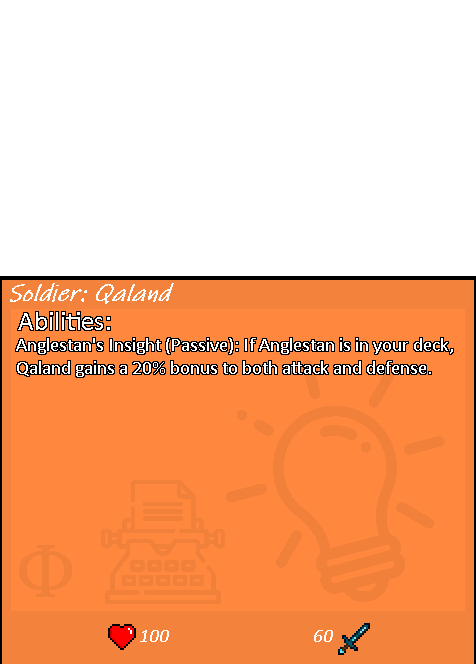 Soldier: Qaland
Abilities:
Anglestan's Insight (Passive): If Anglestan is in your deck,
Qaland gains a 20% bonus to both attack and defense.
Φ
100
60